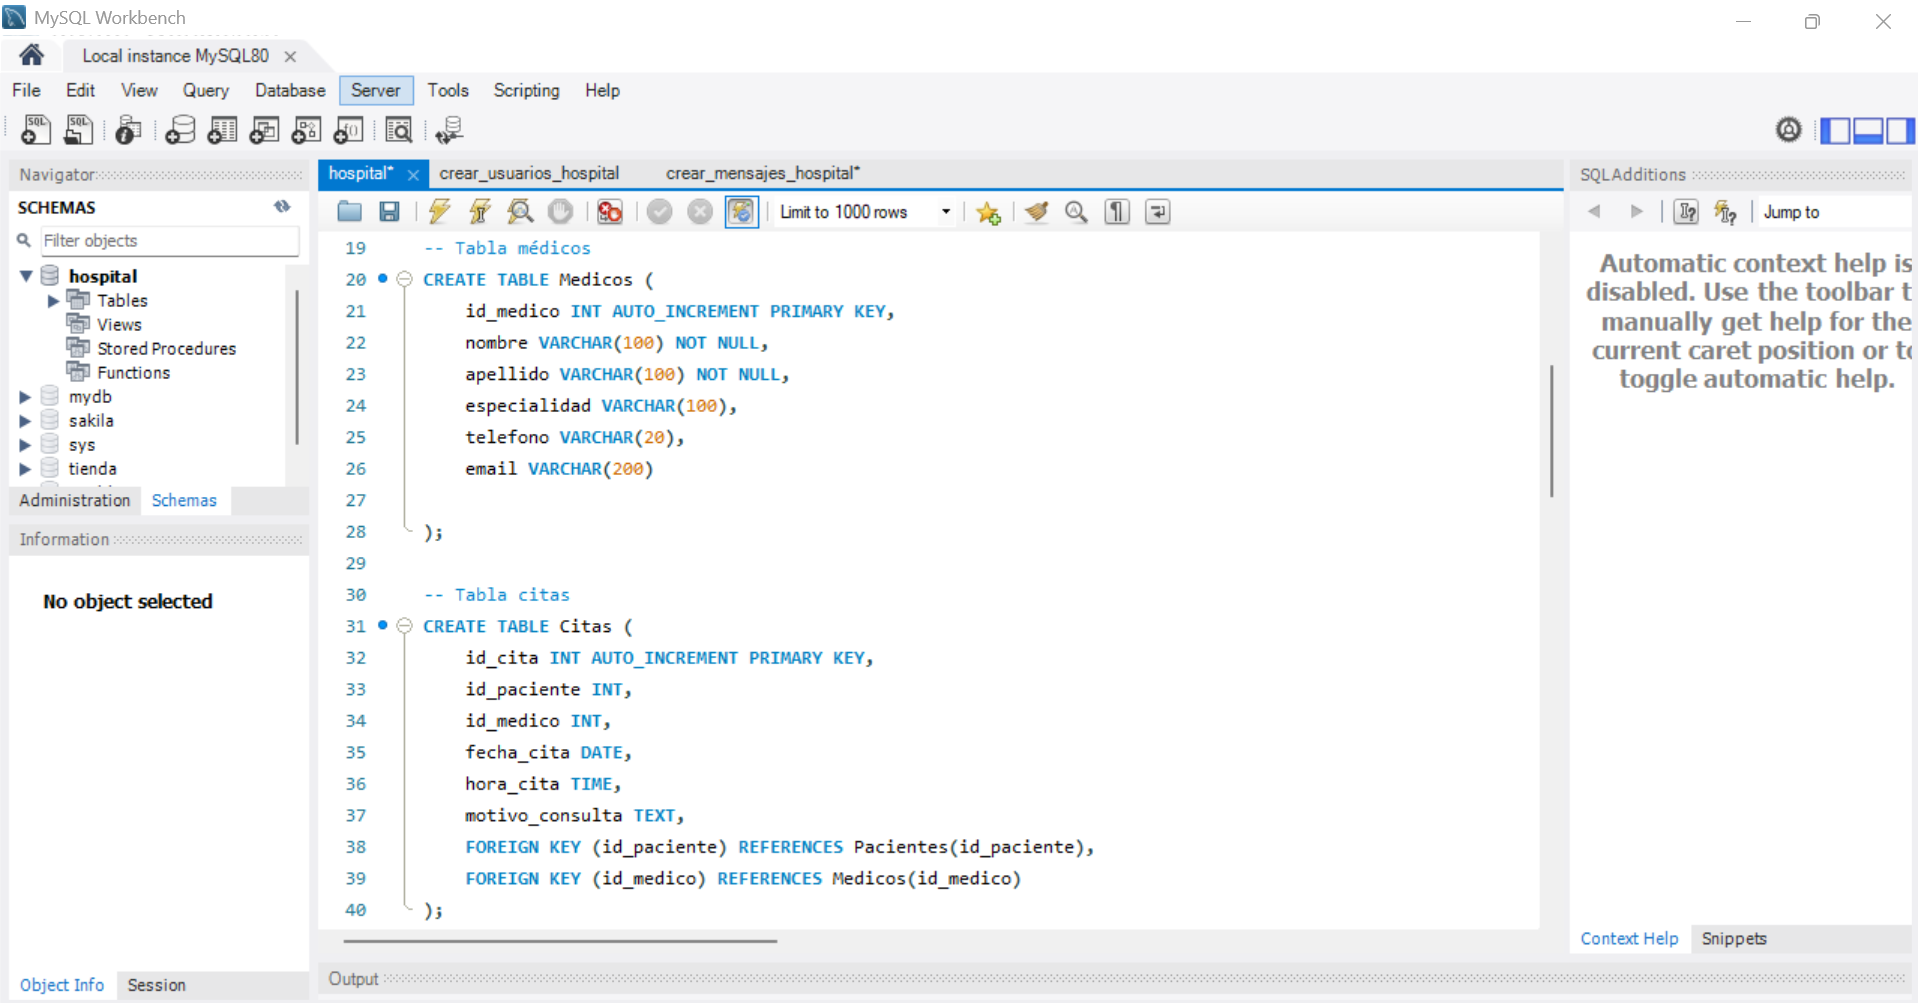 MySQL Workbench
Local instance MySQL80
File Edit View Query Database Server Tools Scripting Help
Navigator
SCHEMAS
Filter objects
hospital
Tables
Views
Stored Procedures
Functions
mydb
sakila
sys
tienda
Administration Schemas
Information
No object selected
Object Info Session
hospital* crear_usuarios_hospital crear_mensajes_hospital*
Limit to 1000 rows
19 -- Tabla médicos
20 CREATE TABLE Medicos (
21 id_medico INT AUTO_INCREMENT PRIMARY KEY,
22 nombre VARCHAR(100) NOT NULL,
23 apellido VARCHAR(100) NOT NULL,
24 especialidad VARCHAR(100),
25 telefono VARCHAR(20),
26 email VARCHAR(200)
27
28 );
29
30 -- Tabla citas
31 CREATE TABLE Citas (
32 id_cita INT AUTO_INCREMENT PRIMARY KEY,
33 id_paciente INT,
34 id_medico INT,
35 fecha_cita DATE,
36 hora_cita TIME,
37 motivo_consulta TEXT,
38 FOREIGN KEY (id_paciente) REFERENCES Pacientes(id_paciente),
39 FOREIGN KEY (id_medico) REFERENCES Medicos(id_medico)
40 );
Output
SQLAdditions
Jump to
Automatic context help is
disabled. Use the toolbar t
manually get help for the
current caret position or to
toggle automatic help.
Context Help Snippets